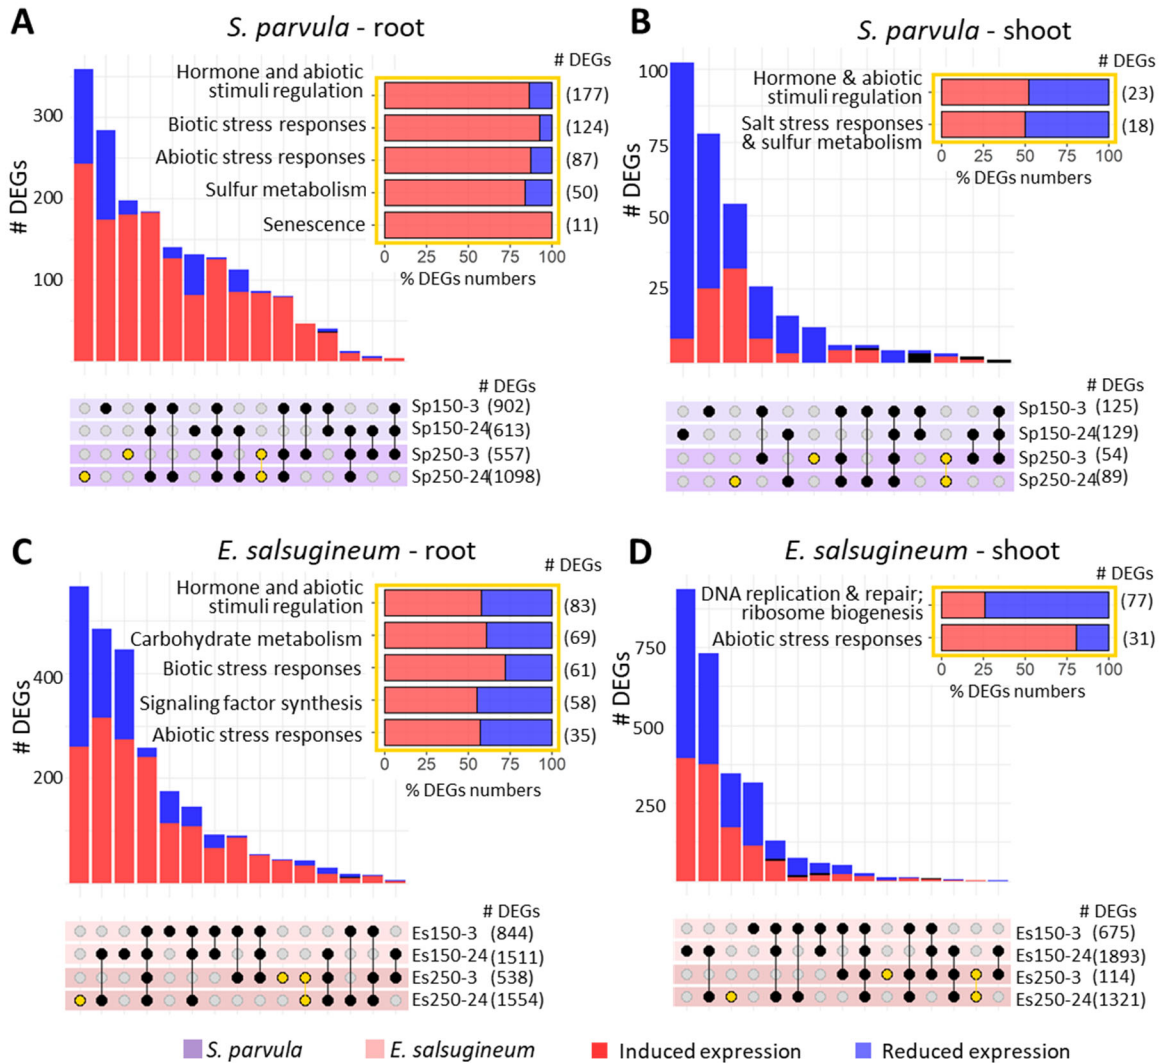 A
S. parvula - root
# DEGs
300
200
100
# DEGs
Hormone and abiotic
stimuli regulation
(177)
Biotic stress responses
(124)
Abiotic stress responses
(87)
Sulfur metabolism
(50)
Senescence
(11)
0 25 50 75 100
% DEGs numbers
# DEGs
Sp150-3 (902)
Sp150-24 (613)
Sp250-3 (557)
Sp250-24 (1098)
B
S. parvula - shoot
# DEGs
100
75
50
25
# DEGs
Hormone & abiotic
stimuli regulation
(23)
Salt stress responses
& sulfur metabolism
(18)
0 25 50 75 100
% DEGs numbers
# DEGs
Sp150-3 (125)
Sp150-24 (129)
Sp250-3 (54)
Sp250-24 (89)
C
E. salsugineum - root
# DEGs
400
200
# DEGs
Hormone and abiotic
stimuli regulation
(83)
Carbohydrate metabolism
(69)
Biotic stress responses
(61)
Signaling factor synthesis
(58)
Abiotic stress responses
(35)
0 25 50 75 100
% DEGs numbers
# DEGs
Es150-3 (844)
Es150-24 (1511)
Es250-3 (538)
Es250-24 (1554)
D
E. salsugineum - shoot
# DEGs
750
500
250
# DEGs
DNA replication & repair;
ribosome biogenesis
(77)
Abiotic stress responses
(31)
0 25 50 75 100
% DEGs numbers
# DEGs
Es150-3 (675)
Es150-24 (1893)
Es250-3 (114)
Es250-24 (1321)
S. parvula
E. salsugineum
Induced expression
Reduced expression